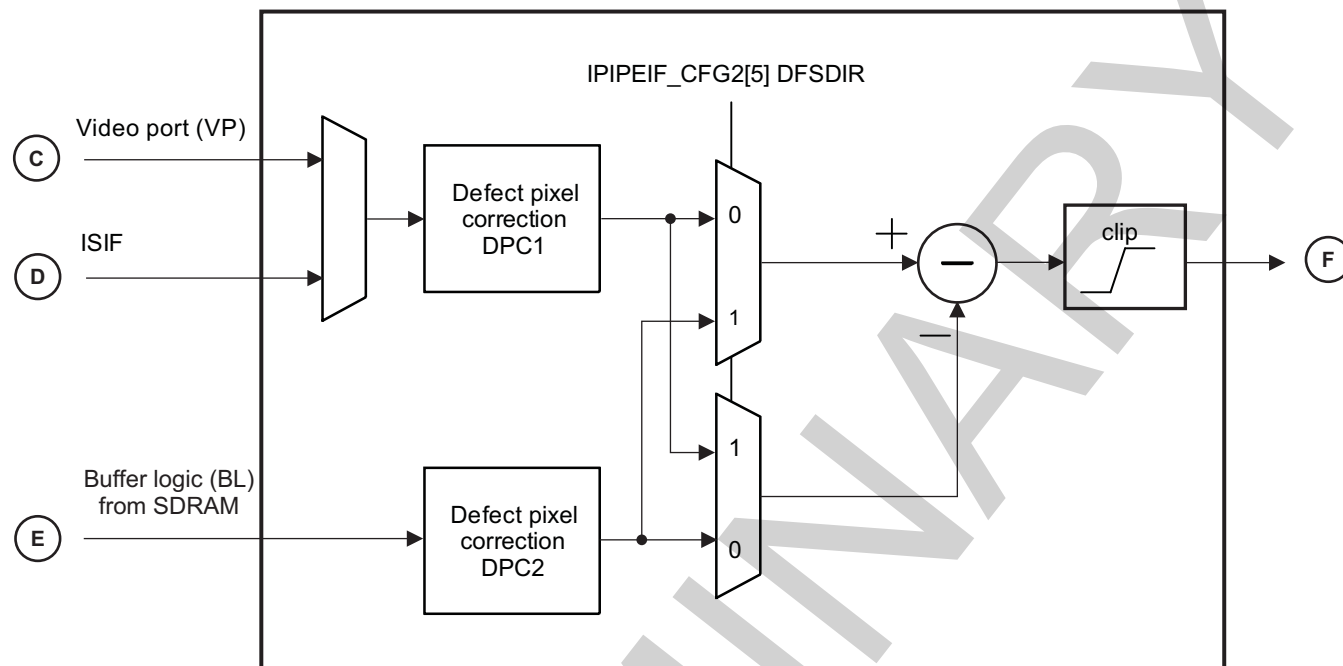 IPIPEIF_CFG2[5] DFSDIR
Video port (VP)
C
Defect pixel
correction
DPC1
0
+
clip
−
F
ISIF
D
1
−
Buffer logic (BL)
from SDRAM
1
E
Defect pixel
correction
DPC2
0
INARY